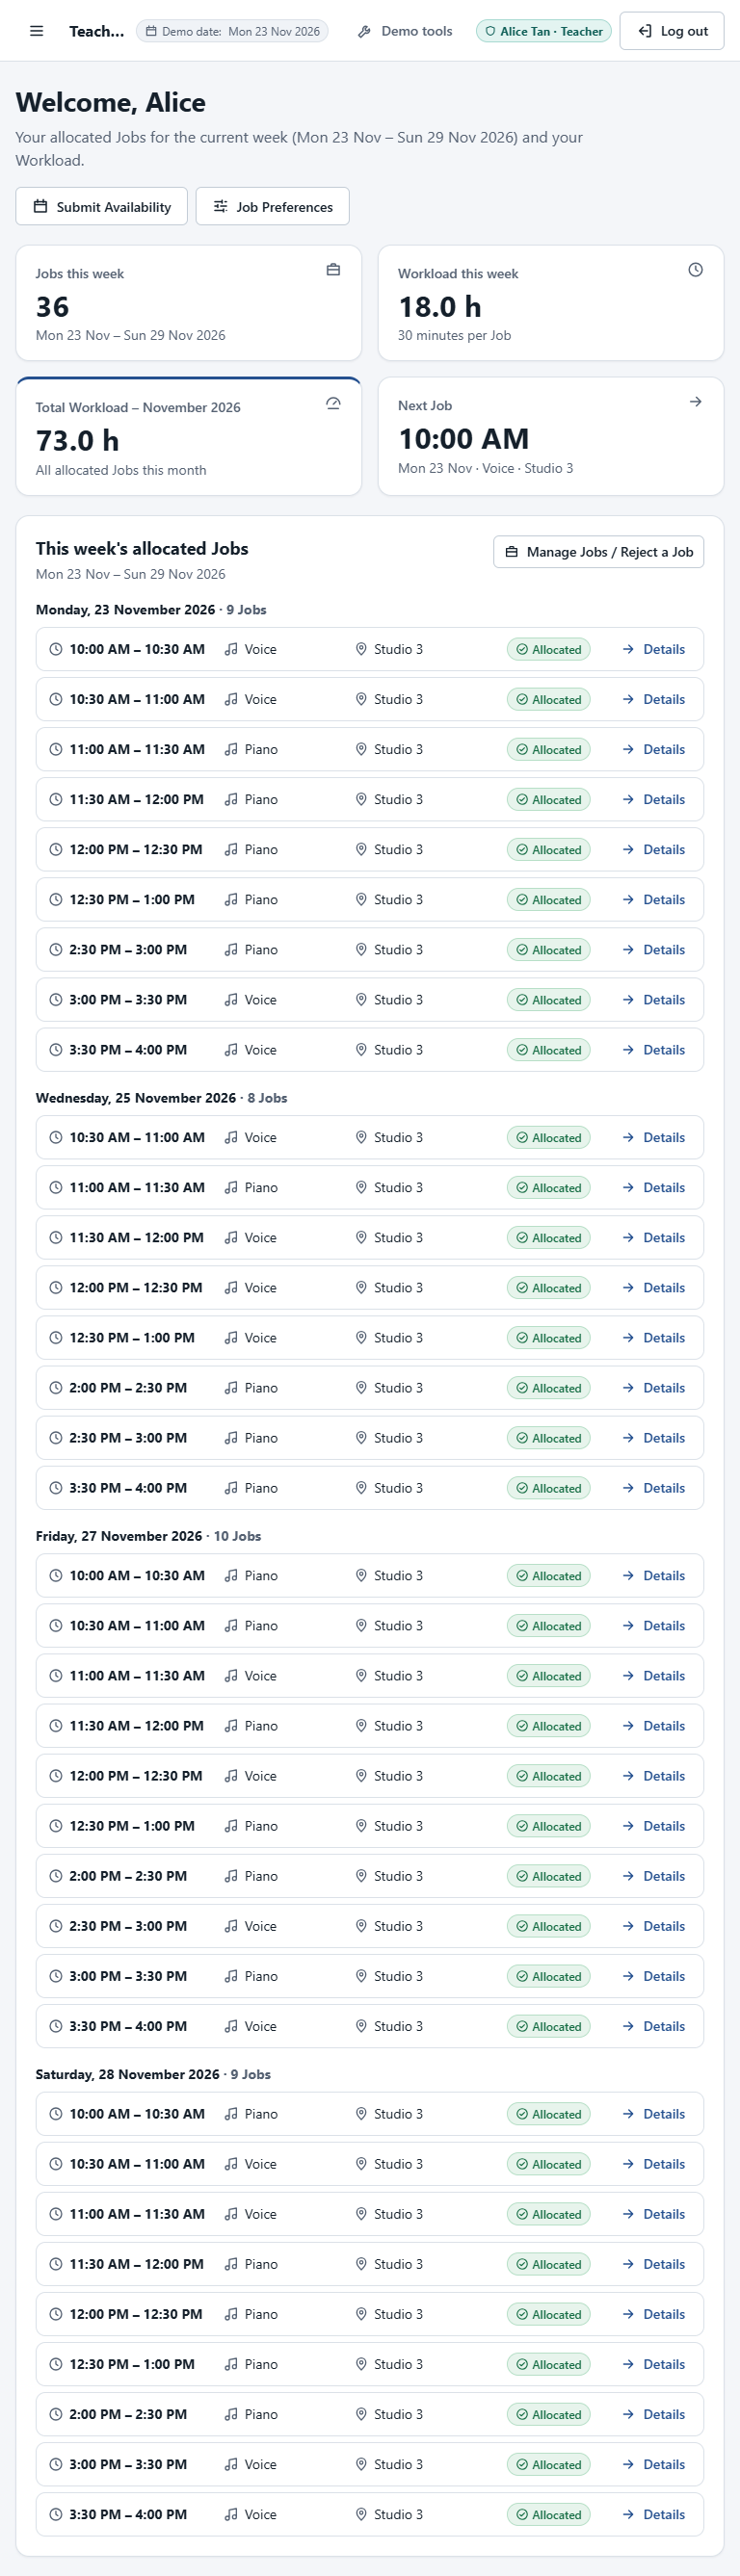 Teach... Demo date: Mon 23 Nov 2026 Demo tools Alice Tan · Teacher Log out
Welcome, Alice
Your allocated Jobs for the current week (Mon 23 Nov – Sun 29 Nov 2026) and your
Workload.
Submit Availability Job Preferences
Jobs this week
36
Mon 23 Nov – Sun 29 Nov 2026
Workload this week
18.0 h
30 minutes per Job
Total Workload – November 2026
73.0 h
All allocated Jobs this month
Next Job
10:00 AM
Mon 23 Nov · Voice · Studio 3
This week's allocated Jobs
Mon 23 Nov – Sun 29 Nov 2026
Manage Jobs / Reject a Job
Monday, 23 November 2026 · 9 Jobs
10:00 AM – 10:30 AM Voice Studio 3 Allocated Details
10:30 AM – 11:00 AM Voice Studio 3 Allocated Details
11:00 AM – 11:30 AM Piano Studio 3 Allocated Details
11:30 AM – 12:00 PM Piano Studio 3 Allocated Details
12:00 PM – 12:30 PM Piano Studio 3 Allocated Details
12:30 PM – 1:00 PM Piano Studio 3 Allocated Details
2:30 PM – 3:00 PM Piano Studio 3 Allocated Details
3:00 PM – 3:30 PM Voice Studio 3 Allocated Details
3:30 PM – 4:00 PM Voice Studio 3 Allocated Details
Wednesday, 25 November 2026 · 8 Jobs
10:30 AM – 11:00 AM Voice Studio 3 Allocated Details
11:00 AM – 11:30 AM Piano Studio 3 Allocated Details
11:30 AM – 12:00 PM Voice Studio 3 Allocated Details
12:00 PM – 12:30 PM Voice Studio 3 Allocated Details
12:30 PM – 1:00 PM Voice Studio 3 Allocated Details
2:00 PM – 2:30 PM Piano Studio 3 Allocated Details
2:30 PM – 3:00 PM Piano Studio 3 Allocated Details
3:30 PM – 4:00 PM Piano Studio 3 Allocated Details
Friday, 27 November 2026 · 10 Jobs
10:00 AM – 10:30 AM Piano Studio 3 Allocated Details
10:30 AM – 11:00 AM Piano Studio 3 Allocated Details
11:00 AM – 11:30 AM Voice Studio 3 Allocated Details
11:30 AM – 12:00 PM Piano Studio 3 Allocated Details
12:00 PM – 12:30 PM Voice Studio 3 Allocated Details
12:30 PM – 1:00 PM Piano Studio 3 Allocated Details
2:00 PM – 2:30 PM Piano Studio 3 Allocated Details
2:30 PM – 3:00 PM Voice Studio 3 Allocated Details
3:00 PM – 3:30 PM Piano Studio 3 Allocated Details
3:30 PM – 4:00 PM Voice Studio 3 Allocated Details
Saturday, 28 November 2026 · 9 Jobs
10:00 AM – 10:30 AM Piano Studio 3 Allocated Details
10:30 AM – 11:00 AM Voice Studio 3 Allocated Details
11:00 AM – 11:30 AM Voice Studio 3 Allocated Details
11:30 AM – 12:00 PM Piano Studio 3 Allocated Details
12:00 PM – 12:30 PM Piano Studio 3 Allocated Details
12:30 PM – 1:00 PM Piano Studio 3 Allocated Details
2:00 PM – 2:30 PM Piano Studio 3 Allocated Details
3:00 PM – 3:30 PM Voice Studio 3 Allocated Details
3:30 PM – 4:00 PM Voice Studio 3 Allocated Details